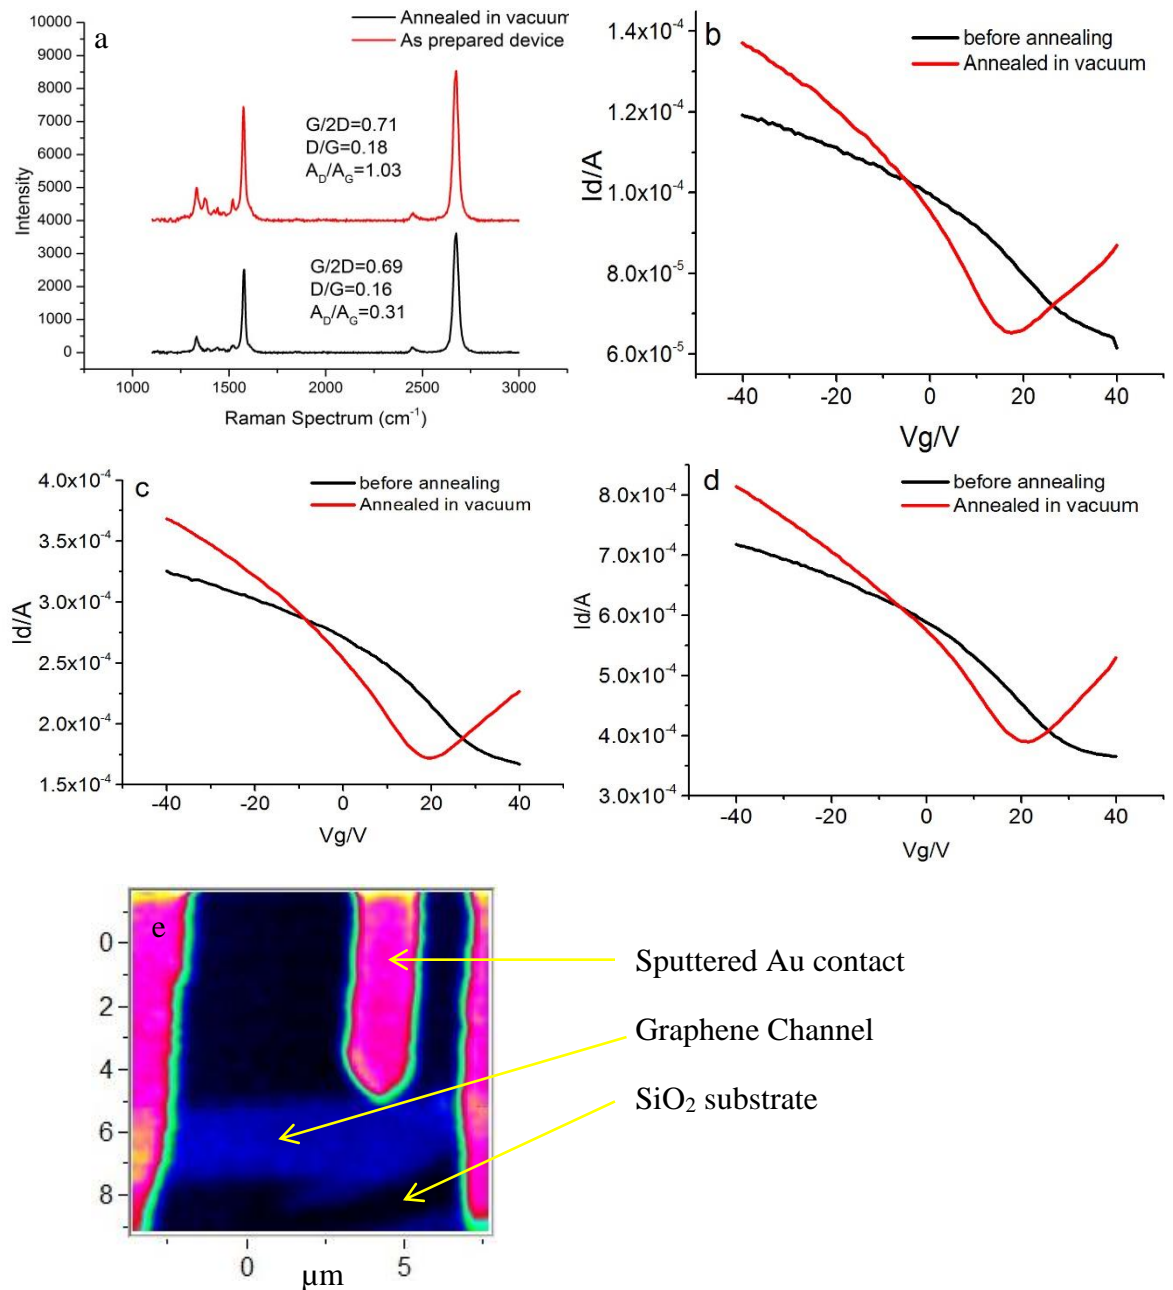 a
Annealed in vacuum
As prepared device
10000
9000
8000
7000
6000
5000
4000
3000
2000
1000
0
Intensity
G/2D=0.71
D/G=0.18
A_D/A_G=1.03
G/2D=0.69
D/G=0.16
A_D/A_G=0.31
1000 1500 2000 2500 3000
Raman Spectrum (cm⁻¹)
b
before annealing
Annealed in vacuum
1.4x10⁻⁴
1.2x10⁻⁴
1.0x10⁻⁴
8.0x10⁻⁵
6.0x10⁻⁵
Id/A
-40 -20 0 20 40
Vg/V
c
before annealing
Annealed in vacuum
4.0x10⁻⁴
3.5x10⁻⁴
3.0x10⁻⁴
2.5x10⁻⁴
2.0x10⁻⁴
1.5x10⁻⁴
Id/A
-40 -20 0 20 40
Vg/V
d
before annealing
Annealed in vacuum
8.0x10⁻⁴
7.0x10⁻⁴
6.0x10⁻⁴
5.0x10⁻⁴
4.0x10⁻⁴
3.0x10⁻⁴
Id/A
-40 -20 0 20 40
Vg/V
e
0
2
4
6
8
0 5
µm
Sputtered Au contact
Graphene Channel
SiO₂ substrate